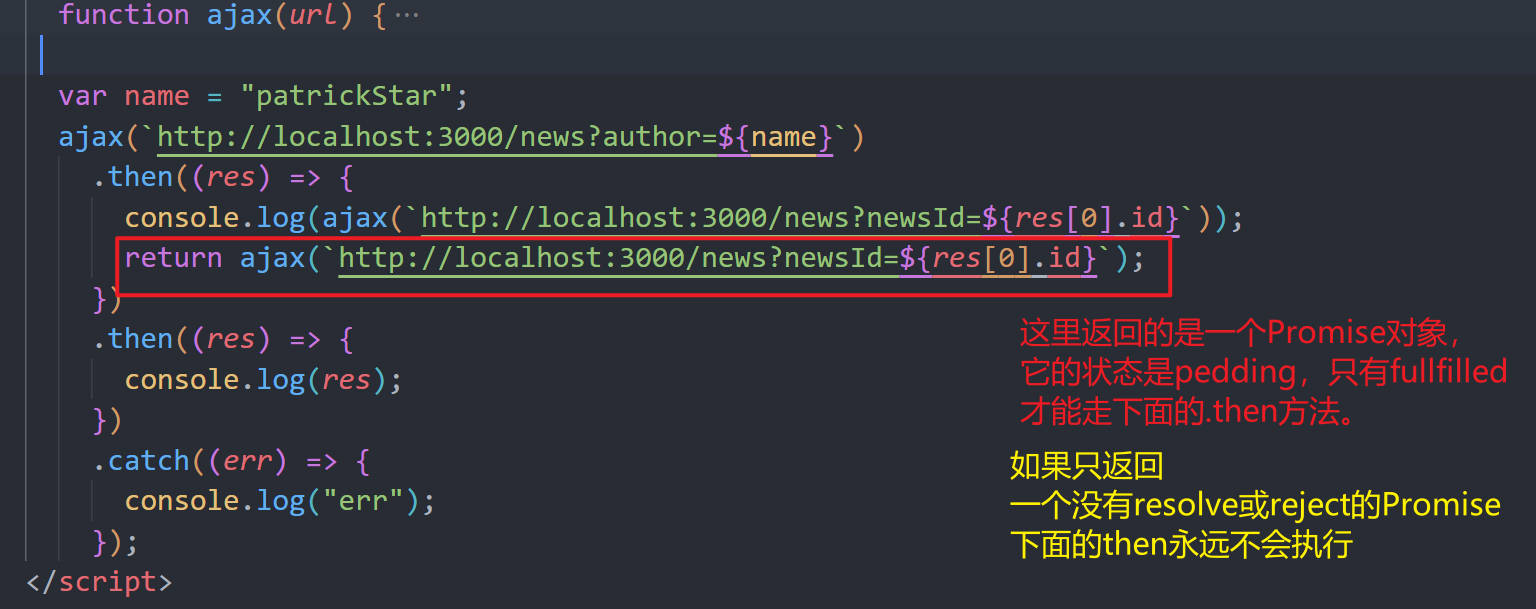 function ajax(url) {···
var name = "patrickStar";
ajax(`http://localhost:3000/news?author=${name}`)
.then((res) => {
console.log(ajax(`http://localhost:3000/news?newsId=${res[0].id}`));
return ajax(`http://localhost:3000/news?newsId=${res[0].id}`);
})
.then((res) => {
console.log(res);
})
.catch((err) => {
console.log("err");
});
</script>
这里返回的是一个Promise对象，
它的状态是pedding，只有fullfilled
才能走下面的.then方法。
如果只返回
一个没有resolve或reject的Promise
下面的then永远不会执行